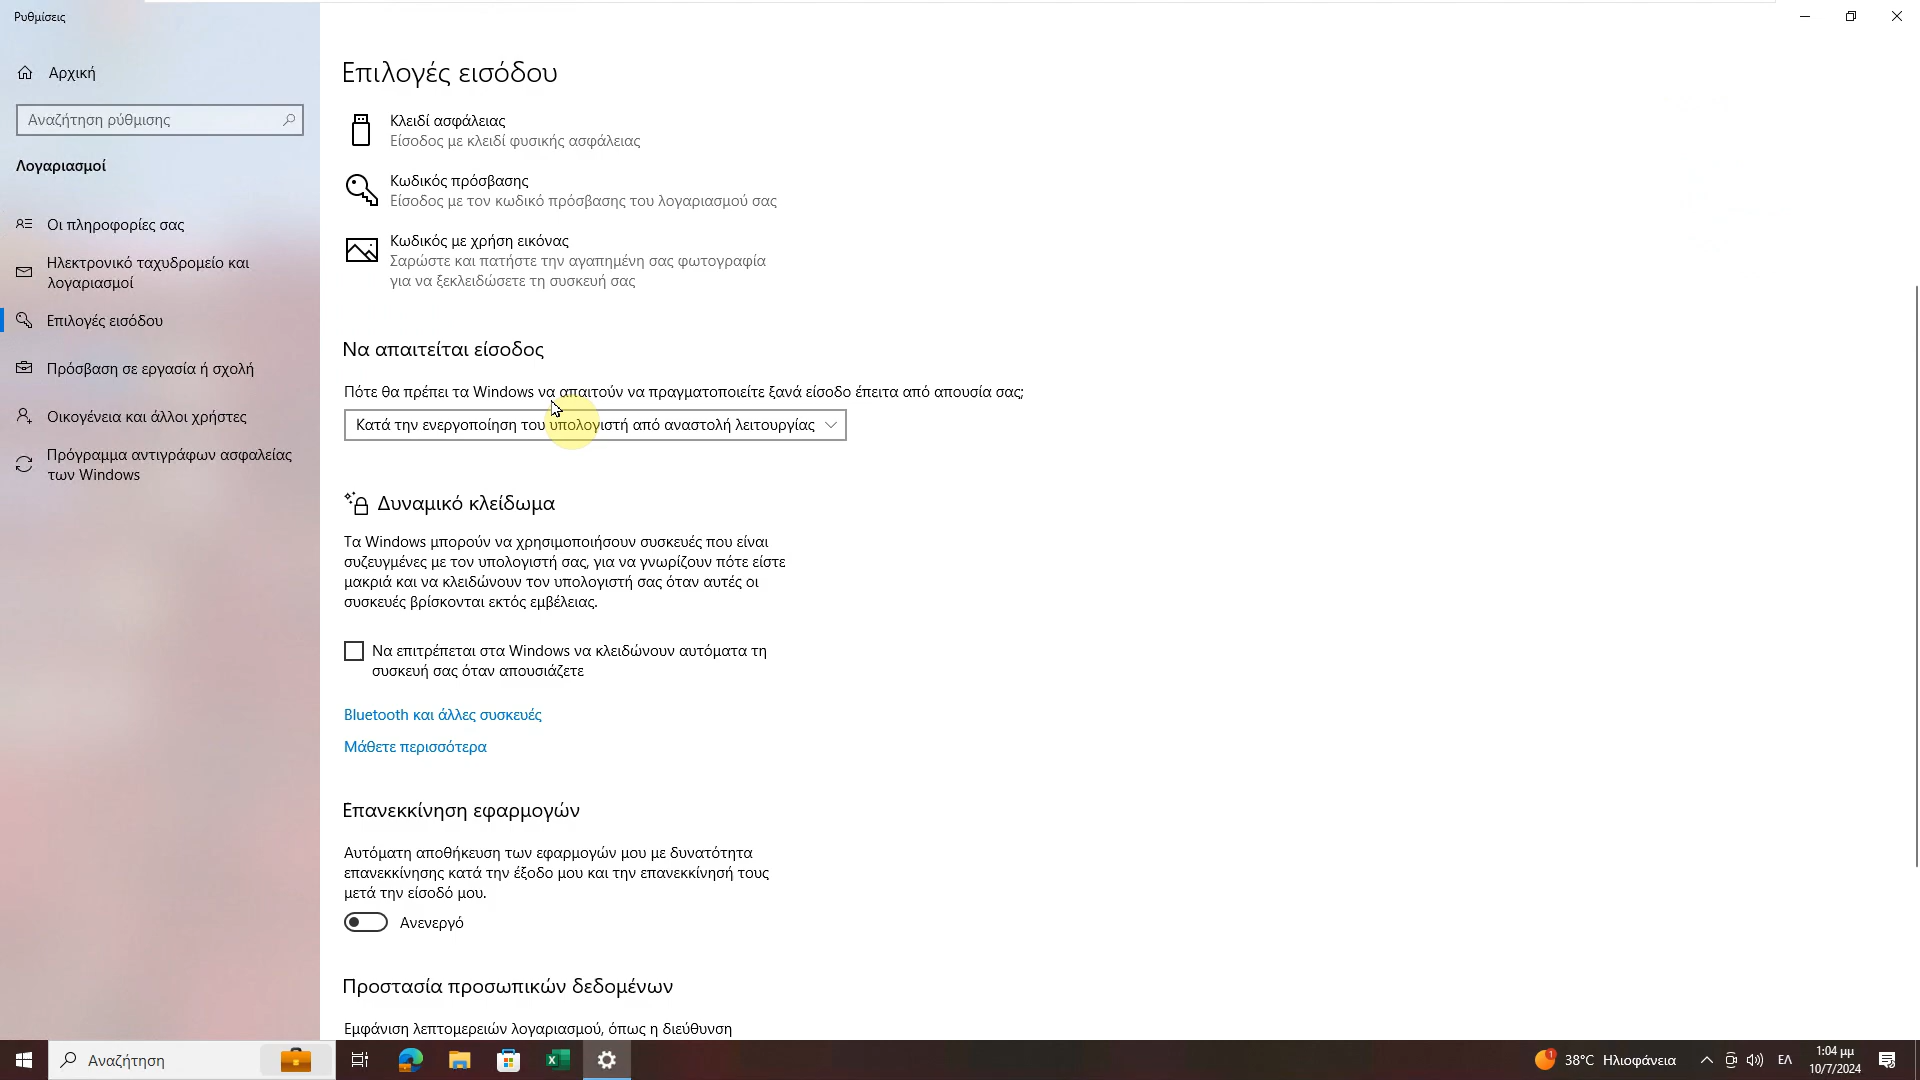 Ρυθμίσεις
Αρχική
Αναζήτηση ρύθμισης
Λογαριασμοί
Οι πληροφορίες σας
Ηλεκτρονικό ταχυδρομείο και
λογαριασμοί
Επιλογές εισόδου
Πρόσβαση σε εργασία ή σχολή
Οικογένεια και άλλοι χρήστες
Πρόγραμμα αντιγράφων ασφαλείας
των Windows
Επιλογές εισόδου
Κλειδί ασφάλειας
Είσοδος με κλειδί φυσικής ασφάλειας
Κωδικός πρόσβασης
Είσοδος με τον κωδικό πρόσβασης του λογαριασμού σας
Κωδικός με χρήση εικόνας
Σαρώστε και πατήστε την αγαπημένη σας φωτογραφία
για να ξεκλειδώσετε τη συσκευή σας
Να απαιτείται είσοδος
Πότε θα πρέπει τα Windows να απαιτούν να πραγματοποιείτε ξανά είσοδο έπειτα από απουσία σας;
Κατά την ενεργοποίηση του υπολογιστή από αναστολή λειτουργίας
Δυναμικό κλείδωμα
Τα Windows μπορούν να χρησιμοποιήσουν συσκευές που είναι
συζευγμένες με τον υπολογιστή σας, για να γνωρίζουν πότε είστε
μακριά και να κλειδώνουν τον υπολογιστή σας όταν αυτές οι
συσκευές βρίσκονται εκτός εμβέλειας.
Να επιτρέπεται στα Windows να κλειδώνουν αυτόματα τη
συσκευή σας όταν απουσιάζετε
Bluetooth και άλλες συσκευές
Μάθετε περισσότερα
Επανεκκίνηση εφαρμογών
Αυτόματη αποθήκευση των εφαρμογών μου με δυνατότητα
επανεκκίνησης κατά την έξοδο μου και την επανεκκίνησή τους
μετά την είσοδό μου.
Ανενεργό
Προστασία προσωπικών δεδομένων
Εμφάνιση λεπτομερειών λογαριασμού, όπως η διεύθυνση
Αναζήτηση
1
38°C Ηλιοφάνεια
ΕΛ
1:04 μμ
10/7/2024